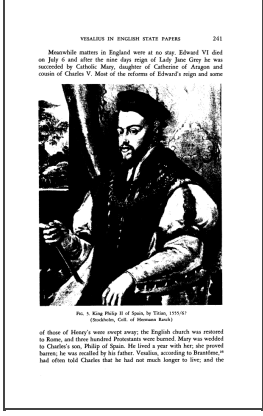 VESALIUS IN ENGLISH STATE PAPERS 241
Meanwhile matters in England were at no stay. Edward VI died
on July 6 and after the nine days reign of Lady Jane Grey he was
succeeded by Catholic Mary, daughter of Catherine of Aragon and
cousin of Charles V. Most of the reforms of Edward's reign and some
FIG. 3. King Philip II of Spain, by Titian, 1555/6?
(Stockholm, Coll. of Hermann Rasch)
of those of Henry's were swept away; the English church was restored
to Rome, and three hundred Protestants were burned. Mary was wedded
to Charles's son, Philip of Spain. He lived a year with her; she proved
barren; he was recalled by his father. Vesalius, according to Brantôme,
had often told Charles that he had not much longer to live; and the